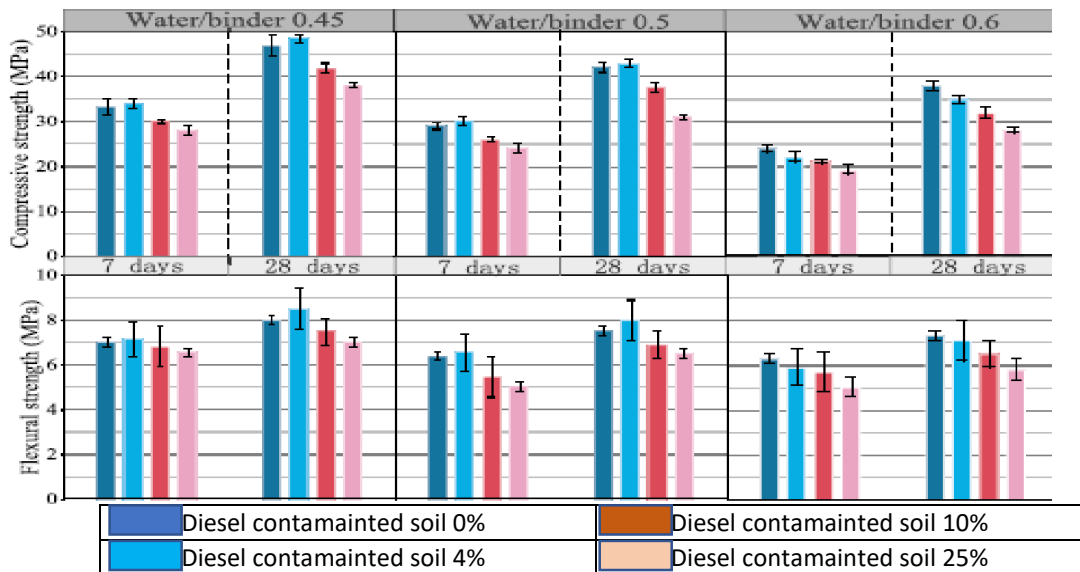 Water/binder 0.45 Water/binder 0.5 Water/binder 0.6
Compressive strength (MPa)
50
40
30
20
10
0
7 days 28 days 7 days 28 days 7 days 28 days
Flexural strength (MPa)
10
8
6
4
2
0
Diesel contamainted soil 0% Diesel contamainted soil 10%
Diesel contamainted soil 4% Diesel contamainted soil 25%